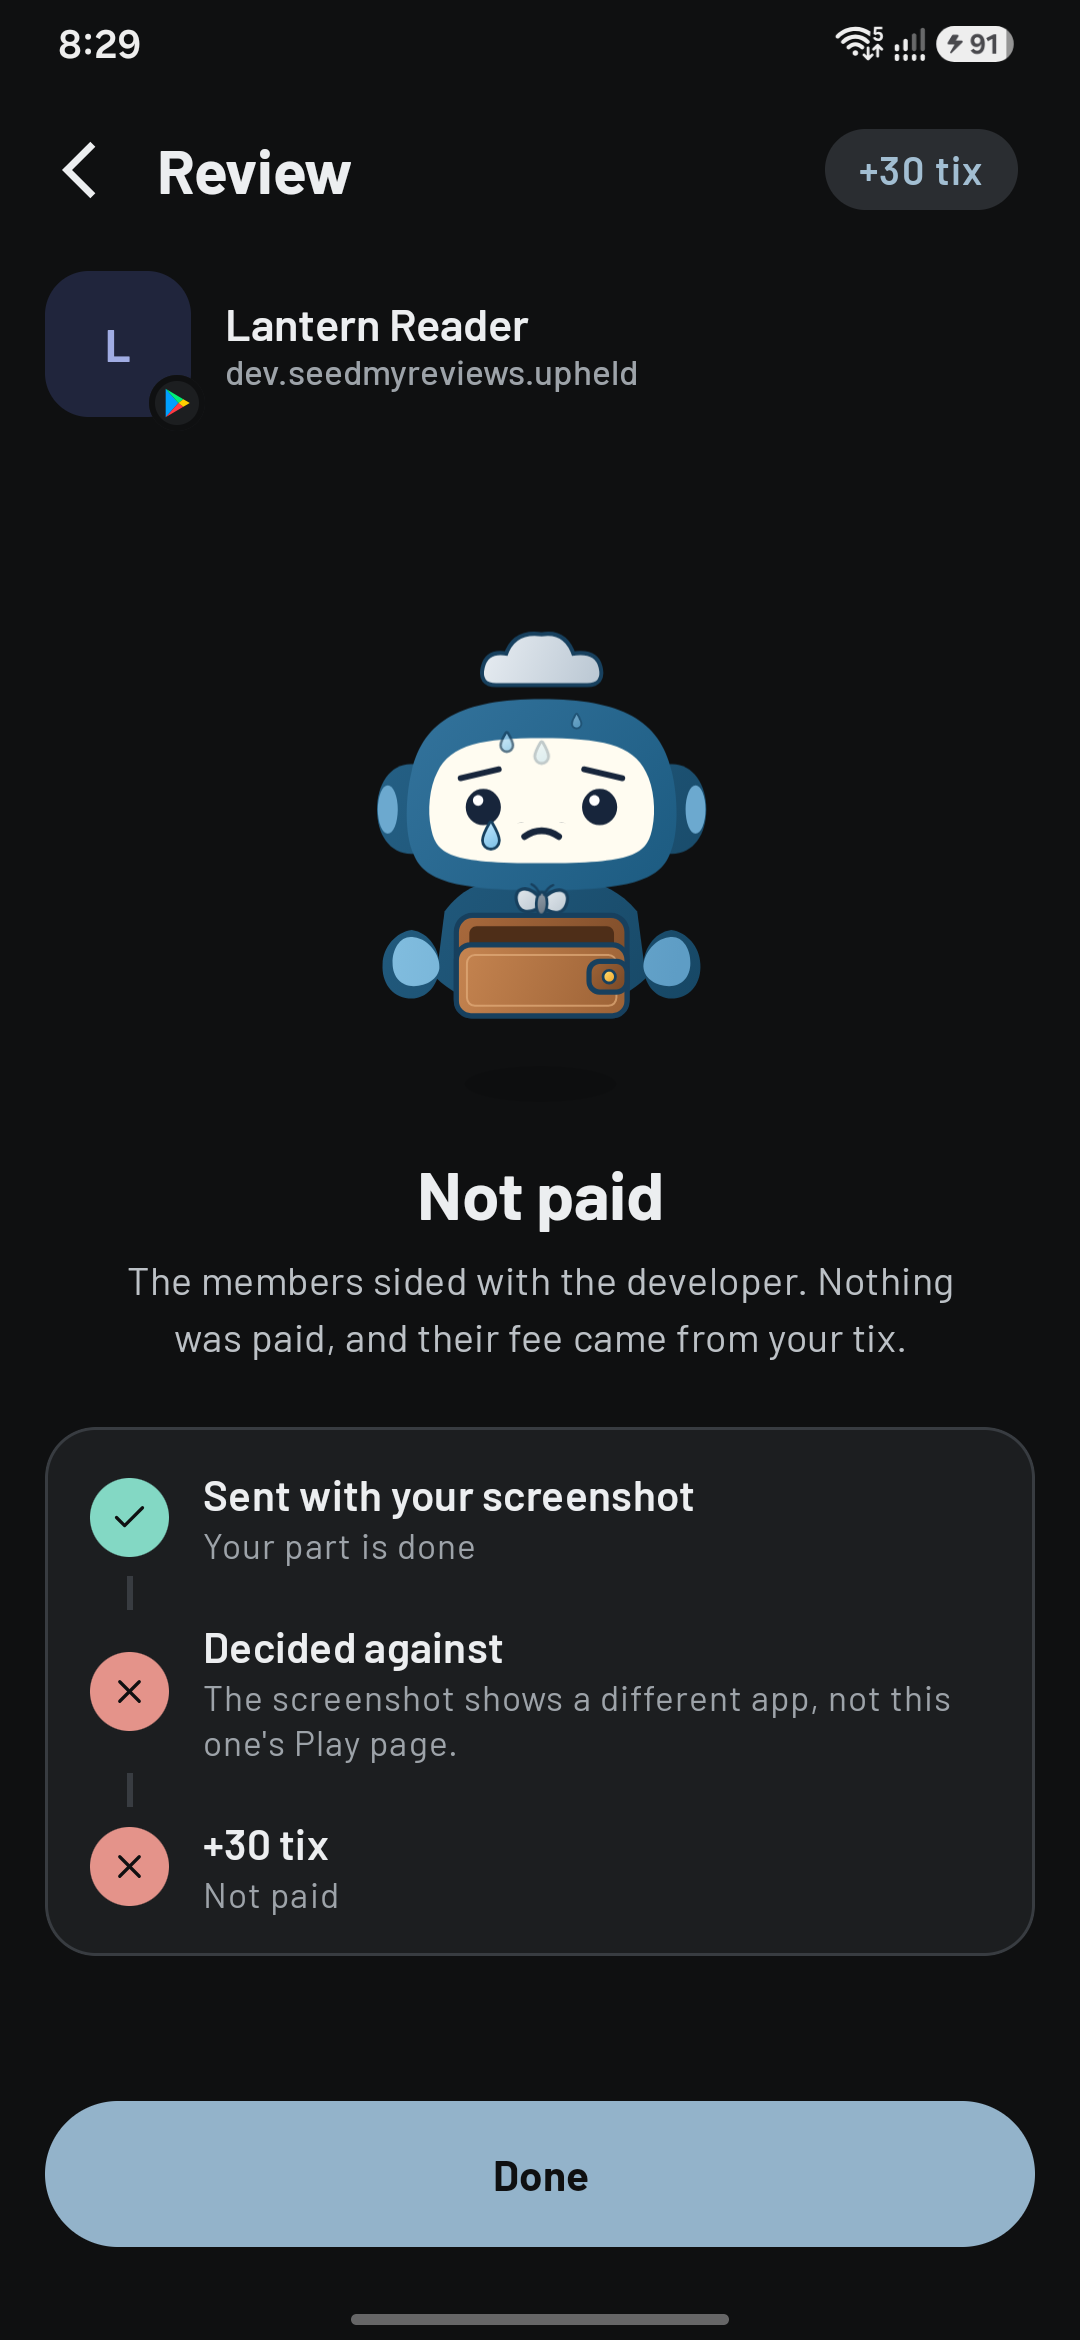 8:29
5
91
Review
+30 tix
L
Lantern Reader
dev.seedmyreviews.upheld
Not paid
The members sided with the developer. Nothing
was paid, and their fee came from your tix.
Sent with your screenshot
Your part is done
Decided against
The screenshot shows a different app, not this
one's Play page.
+30 tix
Not paid
Done